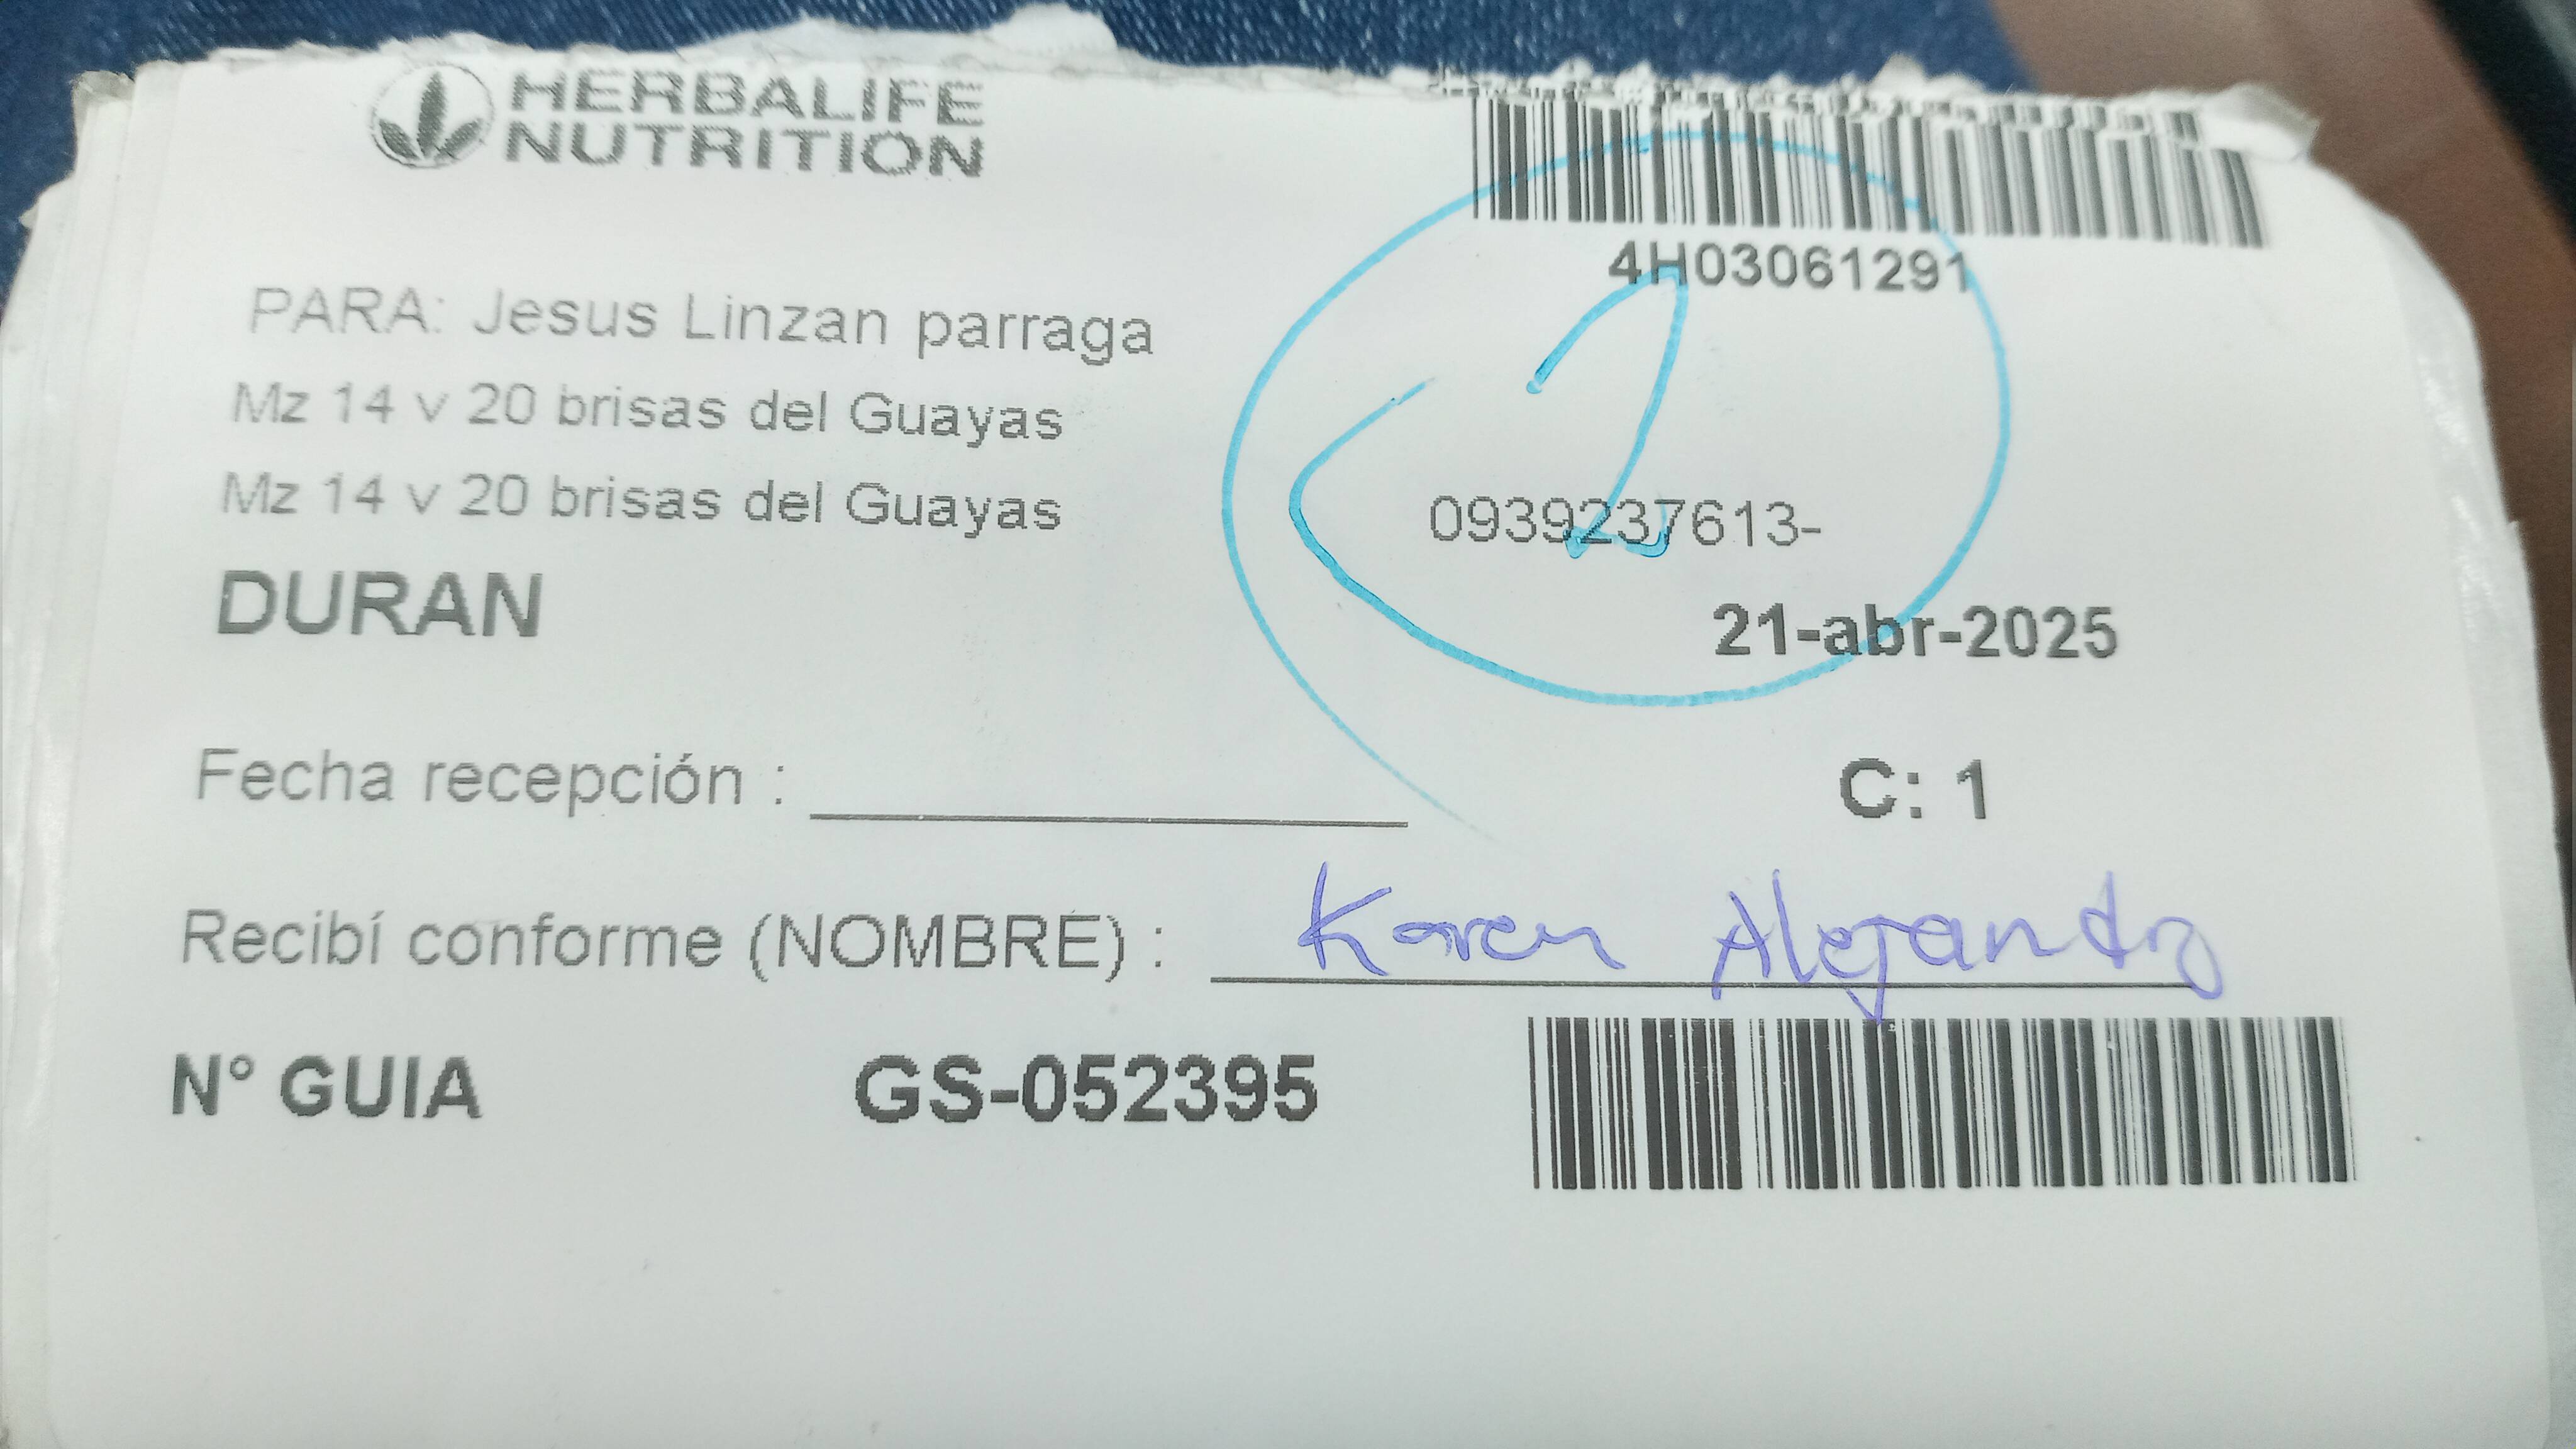 HERBALIFE
NUTRITION
4H03061291
PARA: Jesus Linzan parraga
Mz 14 v 20 brisas del Guayas
Mz 14 v 20 brisas del Guayas
0939237613-
DURAN
21-abr-2025
Fecha recepción :
C: 1
Recibí conforme (NOMBRE) : Karen Alejandro
N° GUIA GS-052395
2